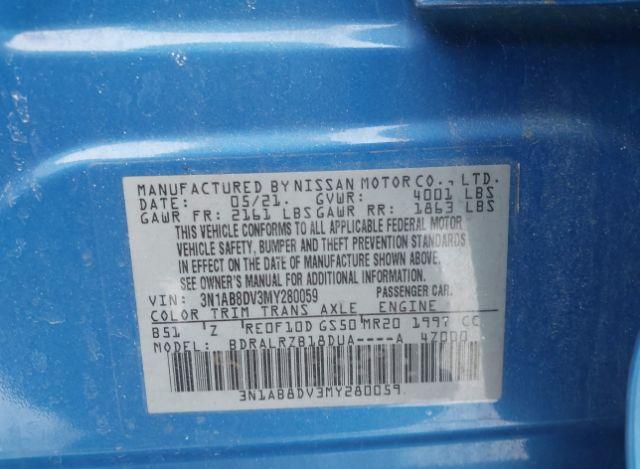 MANUFACTURED BY NISSAN MOTOR CO., LTD.
DATE: 05/21. GVWR: 4001 LBS
GAWR FR: 2161 LBS GAWR RR: 1863 LBS
THIS VEHICLE CONFORMS TO ALL APPLICABLE FEDERAL MOTOR
VEHICLE SAFETY, BUMPER AND THEFT PREVENTION STANDARDS
IN EFFECT ON THE DATE OF MANUFACTURE SHOWN ABOVE.
SEE OWNER'S MANUAL FOR ADDITIONAL INFORMATION.
VIN: 3N1AB8DV3MY280059 PASSENGER CAR.
COLOR TRIM TRANS AXLE ENGINE
B51 Z RE0F10D GS50 MR20 1997 CC
MODEL: BDRALRZB18DUA----A 47000
3N1AB8DV3MY280059